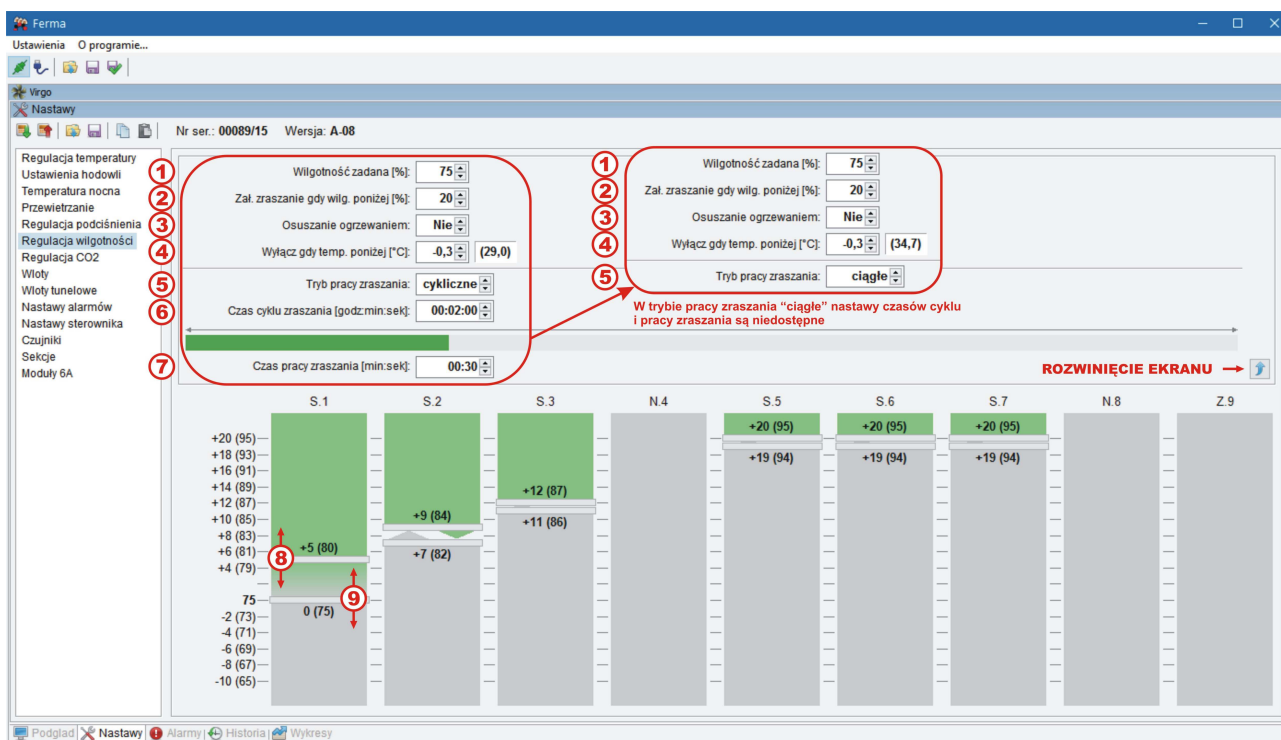 Ferma
Ustawienia O programie...
Virgo
Nastawy
Nr ser.: 00089/15 Wersja: A-08
Regulacja temperatury
Ustawienia hodowli
Temperatura nocna
Przewietrzanie
Regulacja podciśnienia
Regulacja wilgotności
Regulacja CO2
Wloty
Wloty tunelowe
Nastawy alarmów
Nastawy sterownika
Czujniki
Sekcje
Moduły 6A
1 Wilgotność zadana [%]: 75
2 Zał. zraszanie gdy wilg. poniżej [%]: 20
3 Osuszanie ogrzewaniem: Nie
4 Wyłącz gdy temp. poniżej [°C]: -0,3 (29,0)
5 Tryb pracy zraszania: cykliczne
6 Czas cyklu zraszania [godz:min:sek]: 00:02:00
7 Czas pracy zraszania [min:sek]: 00:30
1 Wilgotność zadana [%]: 75
2 Zał. zraszanie gdy wilg. poniżej [%]: 20
3 Osuszanie ogrzewaniem: Nie
4 Wyłącz gdy temp. poniżej [°C]: -0,3 (34,7)
5 Tryb pracy zraszania: ciągłe
W trybie pracy zraszania “ciągłe” nastawy czasów cyklu
i pracy zraszania są niedostępne
ROZWINIĘCIE EKRANU
S.1 S.2 S.3 N.4 S.5 S.6 S.7 N.8 Z.9
+20 (95)
+18 (93)
+16 (91)
+14 (89)
+12 (87)
+10 (85)
+8 (83)
+6 (81)
+4 (79)
75
-2 (73)
-4 (71)
-6 (69)
-8 (67)
-10 (65)
+5 (80)
8
9
0 (75)
+9 (84)
+7 (82)
+12 (87)
+11 (86)
+20 (95)
+19 (94)
+20 (95)
+19 (94)
+20 (95)
+19 (94)
Podglad Nastawy Alarmy Historia Wykresy